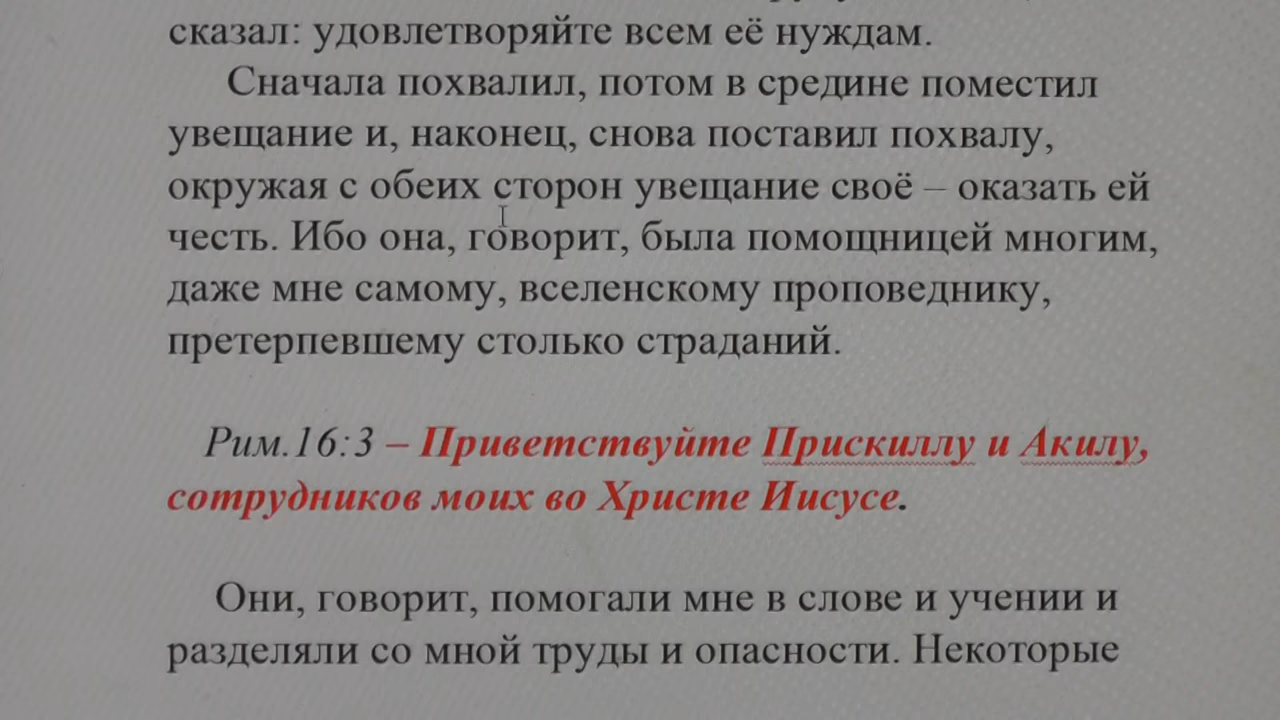 сказал: удовлетворяйте всем её нуждам.
Сначала похвалил, потом в средине поместил
увещание и, наконец, снова поставил похвалу,
окружая с обеих сторон увещание своё – оказать ей
честь. Ибо она, говорит, была помощницей многим,
даже мне самому, вселенскому проповеднику,
претерпевшему столько страданий.
Рим.16:3 – Приветствуйте Прискиллу и Акилу,
сотрудников моих во Христе Иисусе.
Они, говорит, помогали мне в слове и учении и
разделяли со мной труды и опасности. Некоторые